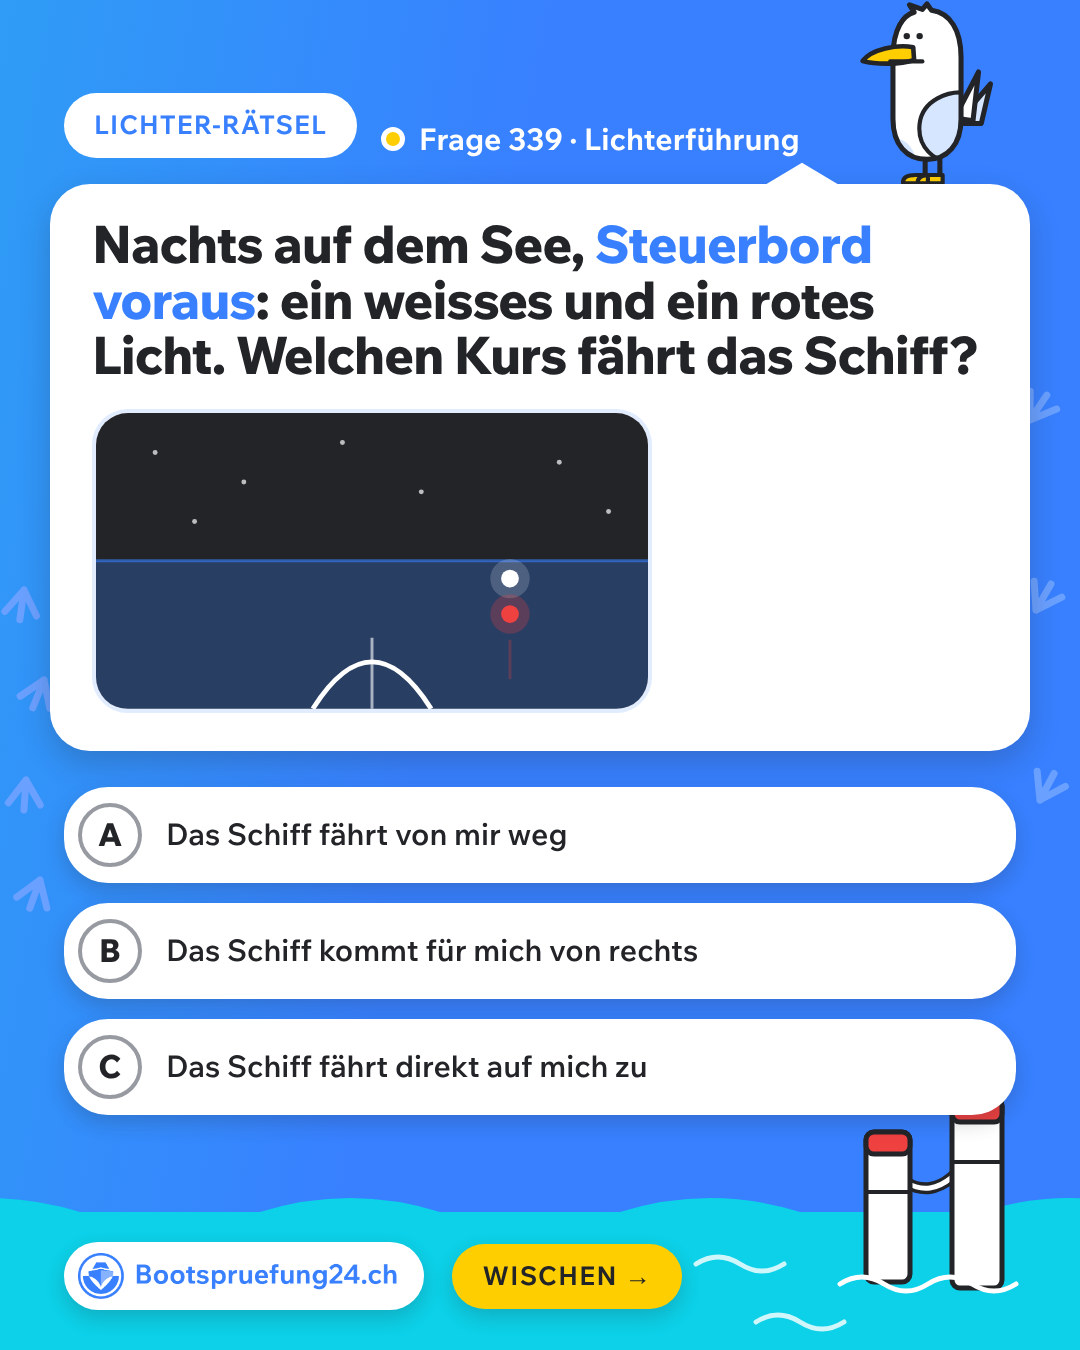 LICHTER-RÄTSEL
Frage 339 · Lichterführung
Nachts auf dem See, Steuerbord
voraus: ein weisses und ein rotes
Licht. Welchen Kurs fährt das Schiff?
A Das Schiff fährt von mir weg
B Das Schiff kommt für mich von rechts
C Das Schiff fährt direkt auf mich zu
Bootspruefung24.ch
WISCHEN →